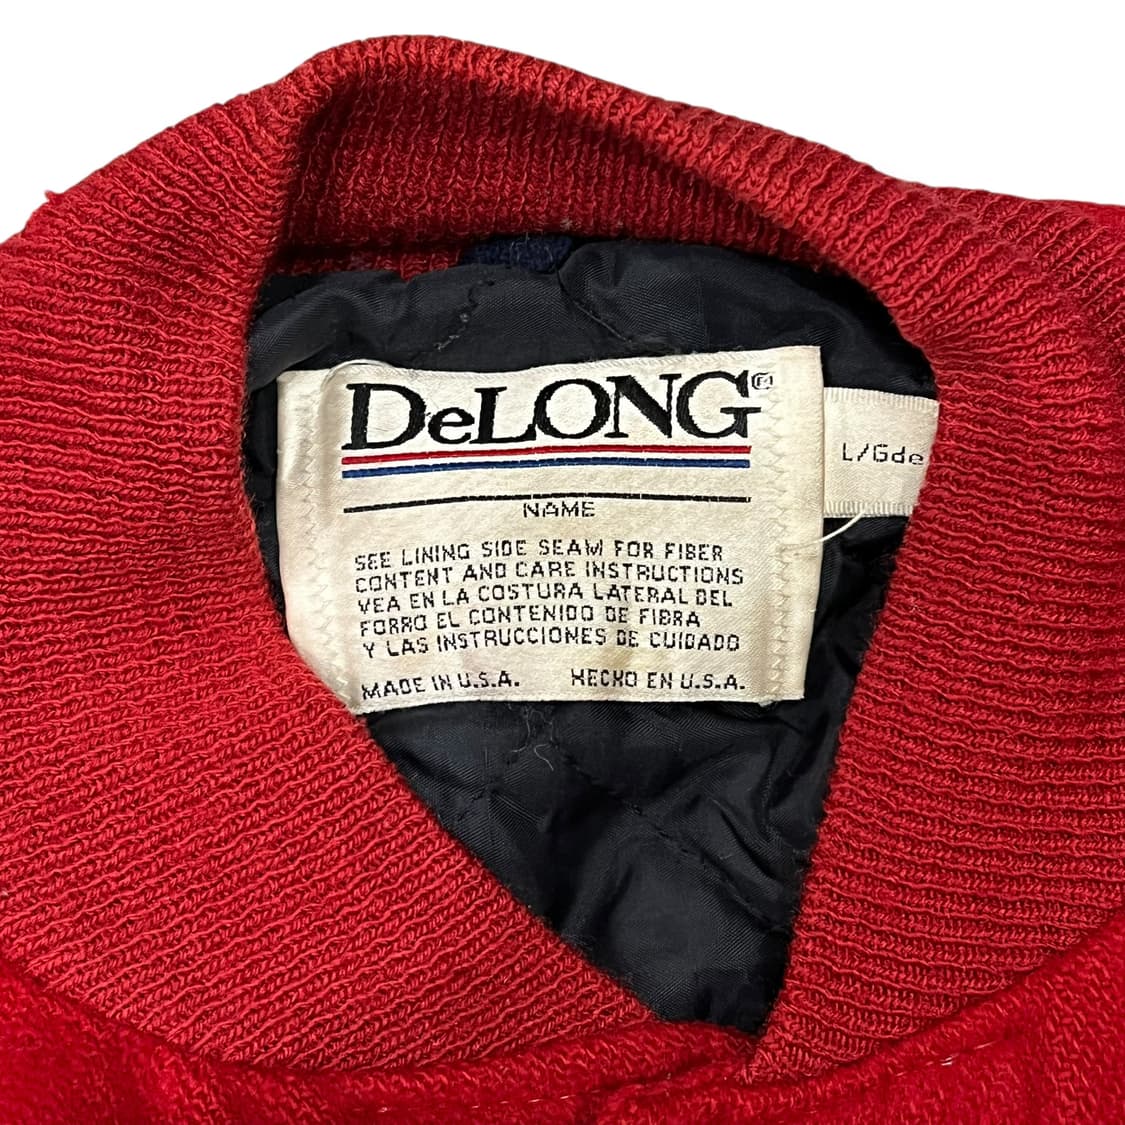 DeLONG®
L/Gde
NAME
SEE LINING SIDE SEAM FOR FIBER
CONTENT AND CARE INSTRUCTIONS
VEA EN LA COSTURA LATERAL DEL
FORRO EL CONTENIDO DE FIBRA
Y LAS INSTRUCCIONES DE CUIDADO
MADE IN U.S.A. HECHO EN U.S.A.